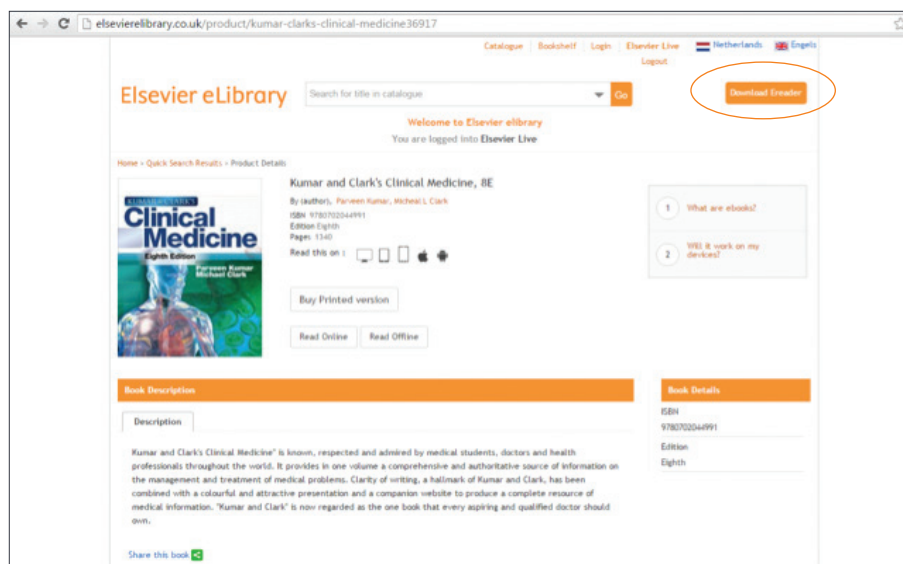 elsevierelibrary.co.uk/product/kumar-clarks-clinical-medicine36917
Catalogue Bookshelf Login Elsevier Live Netherlands Engels
Logout
Elsevier eLibrary Search for title in catalogue Go Download Ereader
Welcome to Elsevier elibrary
You are logged into Elsevier Live
Home » Quick Search Results » Product Details
Kumar and Clark's Clinical Medicine, 8E
By (author), Parveen Kumar, Micheal L Clark
ISBN 9780702044991
Edition Eighth
Pages 1340
Read this on :
KUMAR & CLARK'S
Clinical
Medicine
Eighth Edition
Parveen Kumar
Michael Clark
1 What are ebooks?
2 Will it work on my
devices?
Buy Printed version
Read Online Read Offline
Book Description
Description
Kumar and Clark's Clinical Medicine" is known, respected and admired by medical students, doctors and health
professionals throughout the world. It provides in one volume a comprehensive and authoritative source of information on
the management and treatment of medical problems. Clarity of writing, a hallmark of Kumar and Clark, has been
combined with a colourful and attractive presentation and a companion website to produce a complete resource of
medical information. "Kumar and Clark" is now regarded as the one book that every aspiring and qualified doctor should
own.
Share this book
Book Details
ISBN
9780702044991
Edition
Eighth